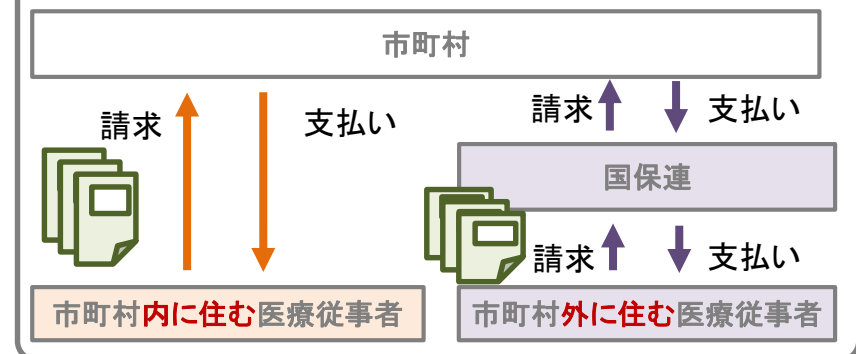 市町村
請求
支払い
請求
支払い
国保連
請求
支払い
市町村内に住む医療従事者
市町村外に住む医療従事者